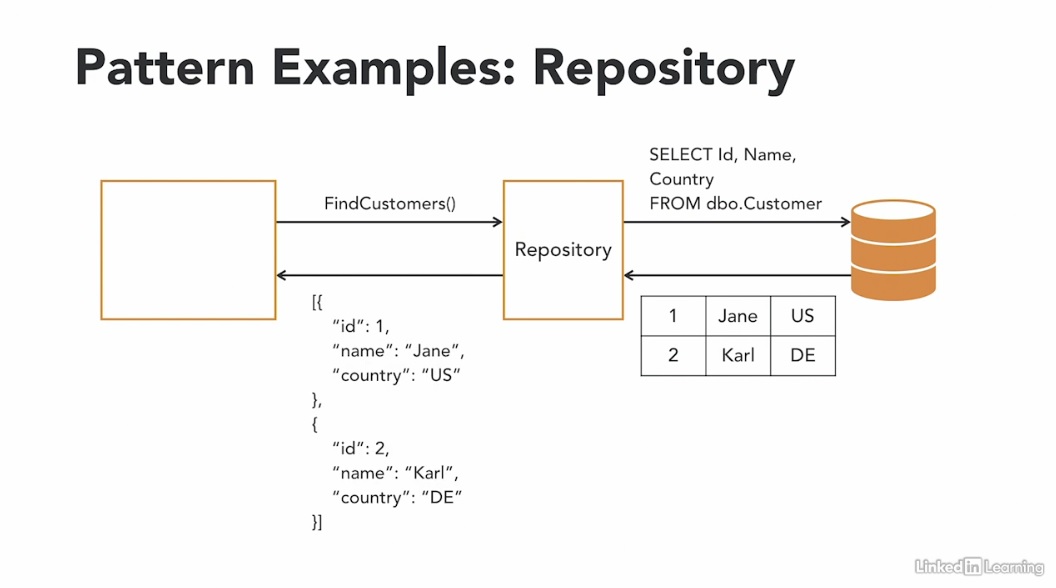 Pattern Examples: Repository
SELECT Id, Name,
Country
FROM dbo.Customer
FindCustomers()
Repository
[{
“id”: 1,
“name”: “Jane”,
“country”: “US”
},
{
“id”: 2,
“name”: “Karl”,
“country”: “DE”
}]
1 Jane US
2 Karl DE
LinkedIn Learning